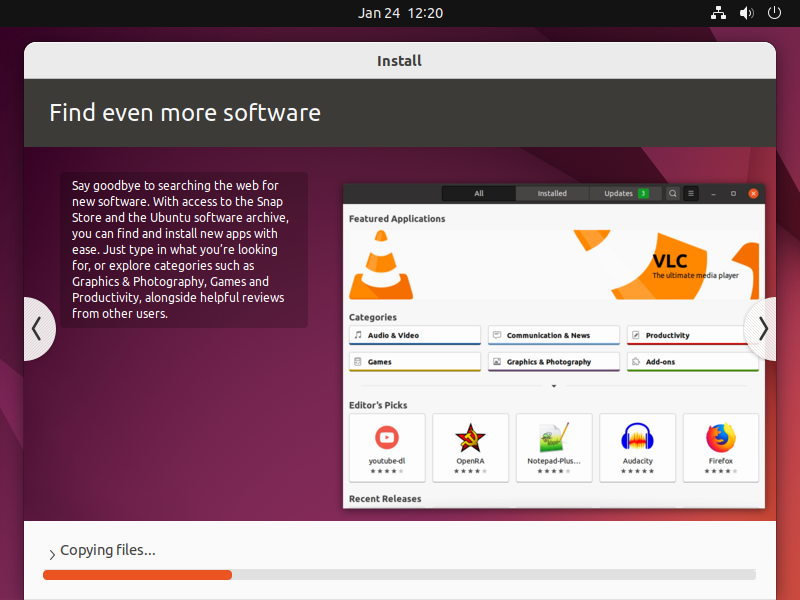 Jan 24 12:20
Install
Find even more software
Say goodbye to searching the web for
new software. With access to the Snap
Store and the Ubuntu software archive,
you can find and install new apps with
ease. Just type in what you're looking
for, or explore categories such as
Graphics & Photography, Games and
Productivity, alongside helpful reviews
from other users.
All Installed Updates 3
Featured Applications
VLC
The ultimate media player
Categories
Audio & Video Communication & News Productivity
Games Graphics & Photography Add-ons
Editor's Picks
youtube-dl OpenRA Notepad-Plus... Audacity Firefox
Recent Releases
Copying files...